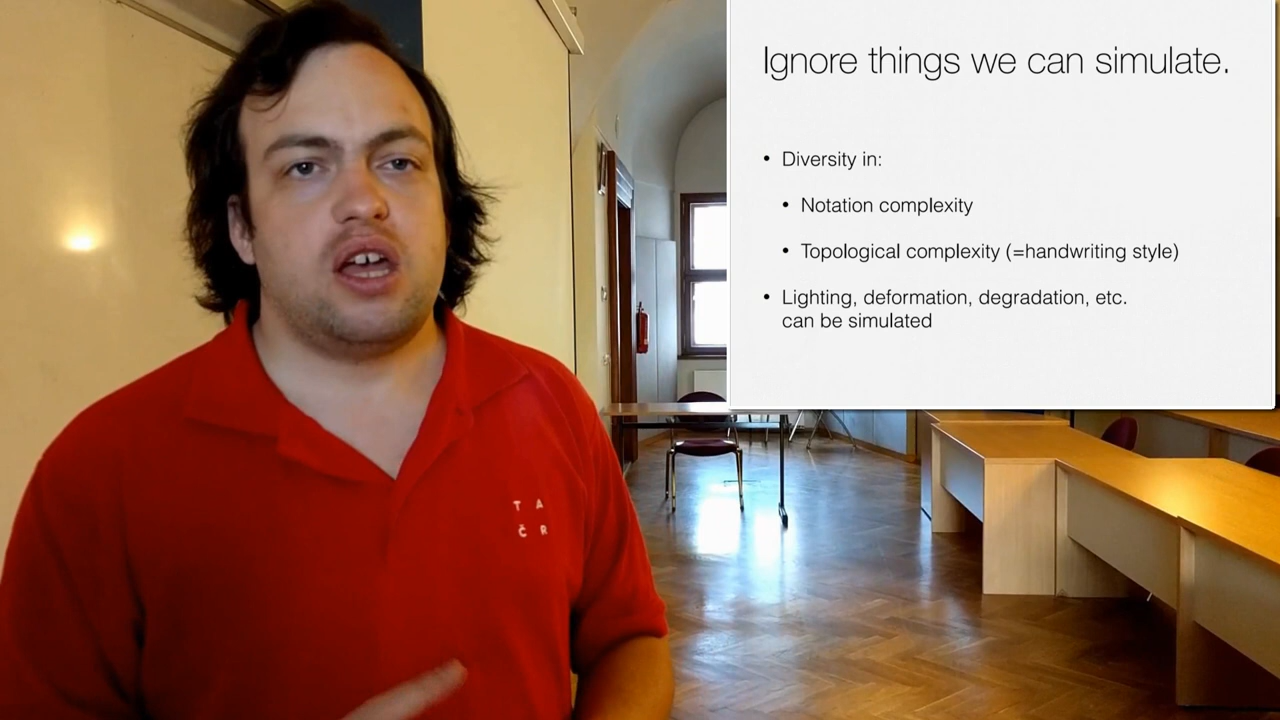 Ignore things we can simulate.
• Diversity in:
• Notation complexity
• Topological complexity (=handwriting style)
• Lighting, deformation, degradation, etc.
can be simulated
T A
Č R